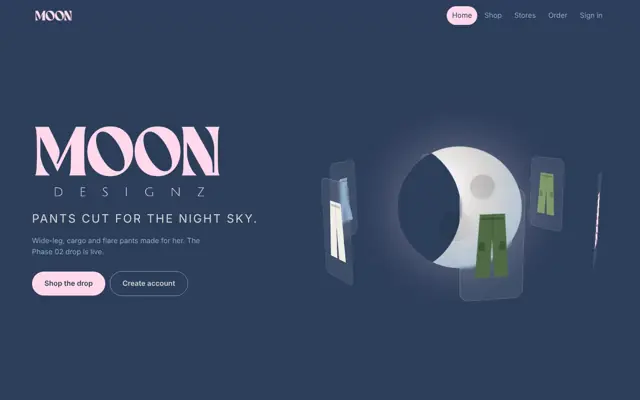 MOON
Home
Shop
Stores
Order
Sign in
MOON
DESIGNZ
PANTS CUT FOR THE NIGHT SKY.
Wide-leg, cargo and flare pants made for her. The
Phase 02 drop is live.
Shop the drop
Create account